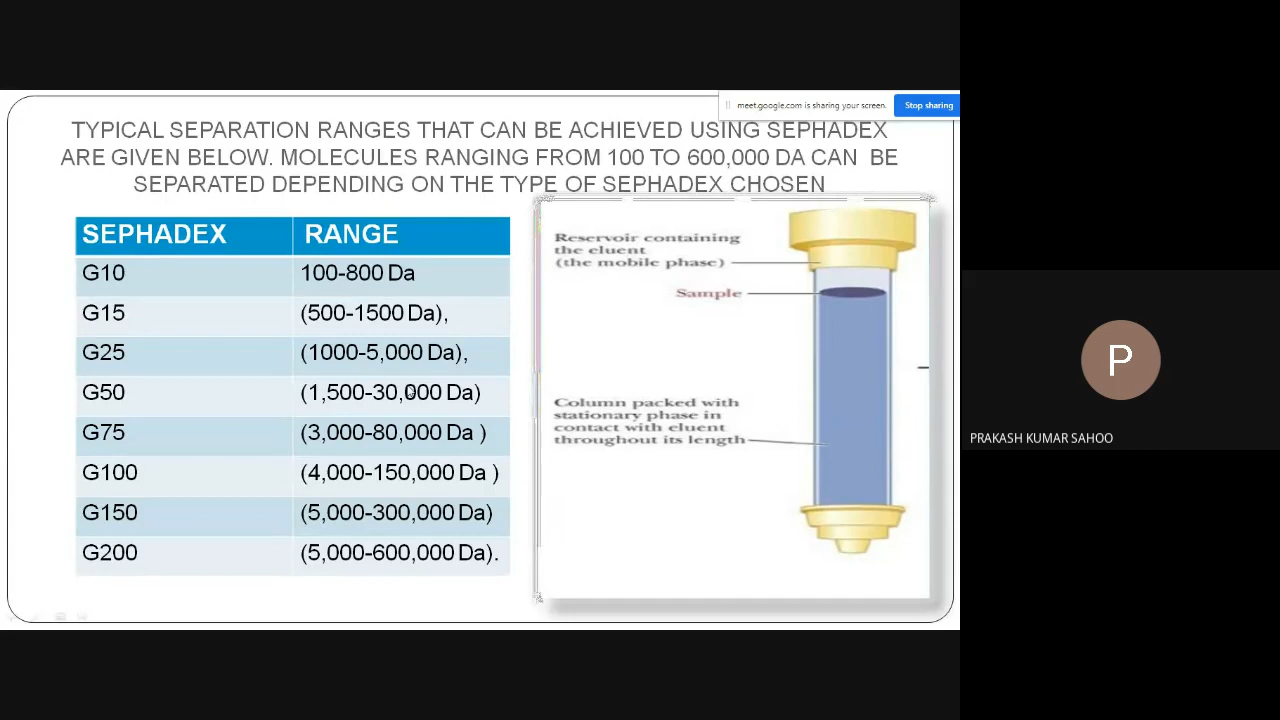 meet.google.com is sharing your screen.
Stop sharing
TYPICAL SEPARATION RANGES THAT CAN BE ACHIEVED USING SEPHADEX
ARE GIVEN BELOW. MOLECULES RANGING FROM 100 TO 600,000 DA CAN BE
SEPARATED DEPENDING ON THE TYPE OF SEPHADEX CHOSEN
SEPHADEX RANGE
G10 100-800 Da
G15 (500-1500 Da),
G25 (1000-5,000 Da),
G50 (1,500-30,000 Da)
G75 (3,000-80,000 Da )
G100 (4,000-150,000 Da )
G150 (5,000-300,000 Da)
G200 (5,000-600,000 Da).
Reservoir containing
the eluent
(the mobile phase)
Sample
Column packed with
stationary phase in
contact with eluent
throughout its length
P
PRAKASH KUMAR SAHOO